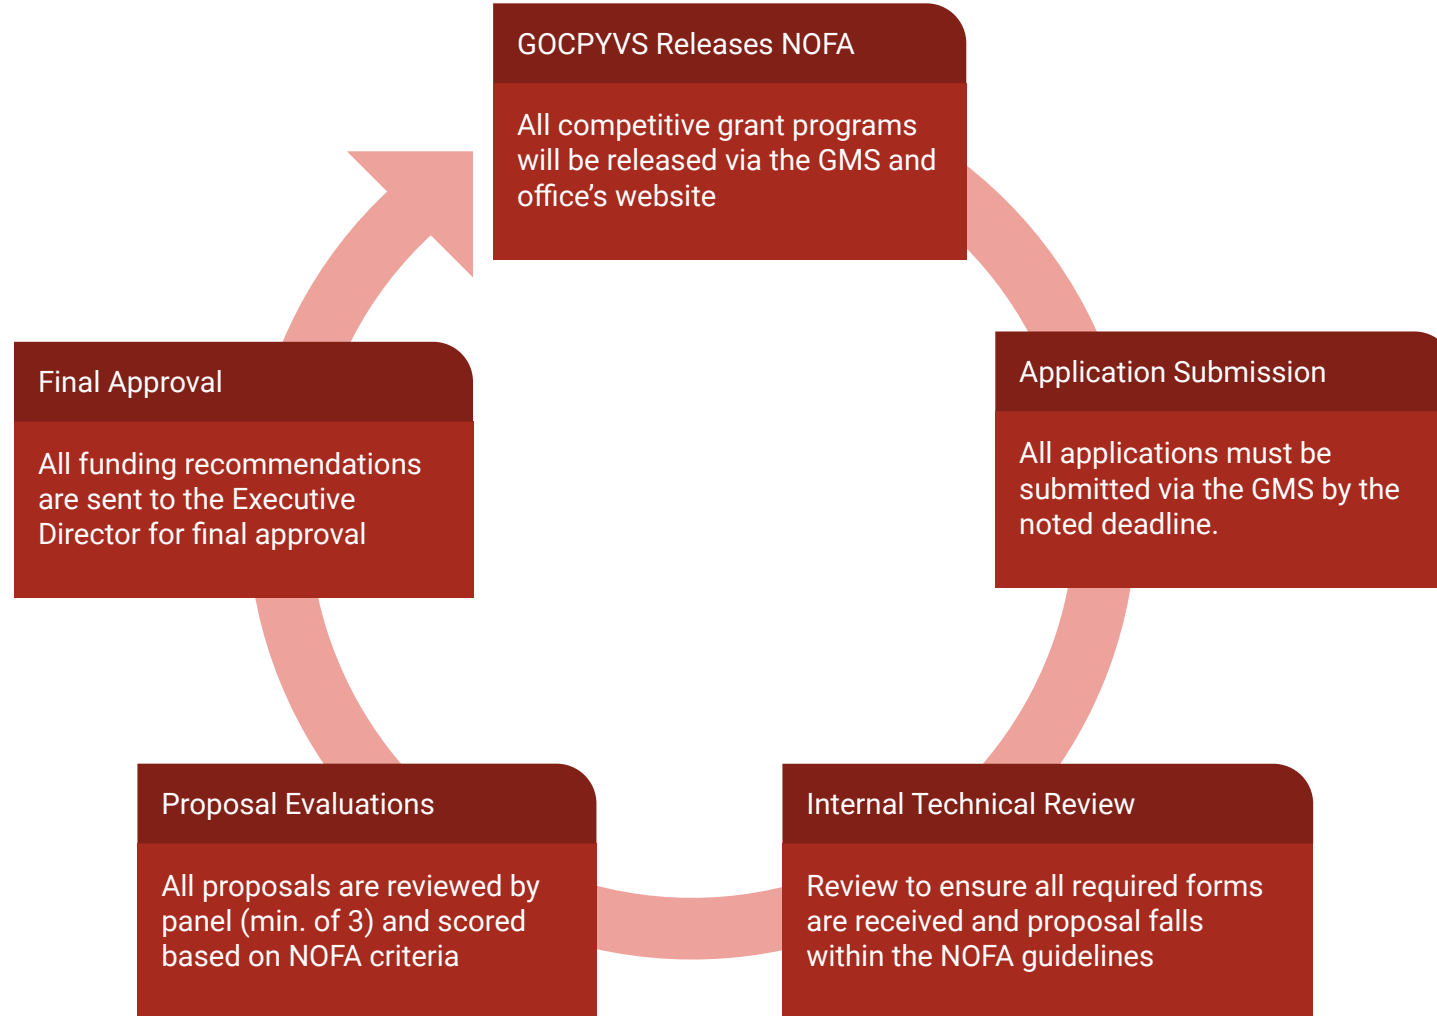 GOCPYVS Releases NOFA
All competitive grant programs
will be released via the GMS and
office’s website
Application Submission
All applications must be
submitted via the GMS by the
noted deadline.
Internal Technical Review
Review to ensure all required forms
are received and proposal falls
within the NOFA guidelines
Proposal Evaluations
All proposals are reviewed by
panel (min. of 3) and scored
based on NOFA criteria
Final Approval
All funding recommendations
are sent to the Executive
Director for final approval